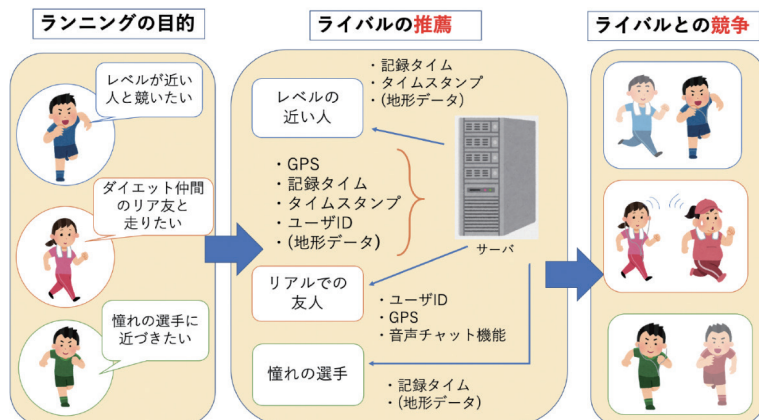 ランニングの目的
レベルが近い
人と競いたい
ダイエット仲間
のリア友と
走りたい
憧れの選手に
近づきたい
ライバルの推薦
・記録タイム
・タイムスタンプ
・(地形データ)
レベルの
近い人
・GPS
・記録タイム
・タイムスタンプ
・ユーザID
・(地形データ)
サーバ
リアルでの
友人
・ユーザID
・GPS
・音声チャット機能
憧れの選手
・記録タイム
・(地形データ)
ライバルとの競争